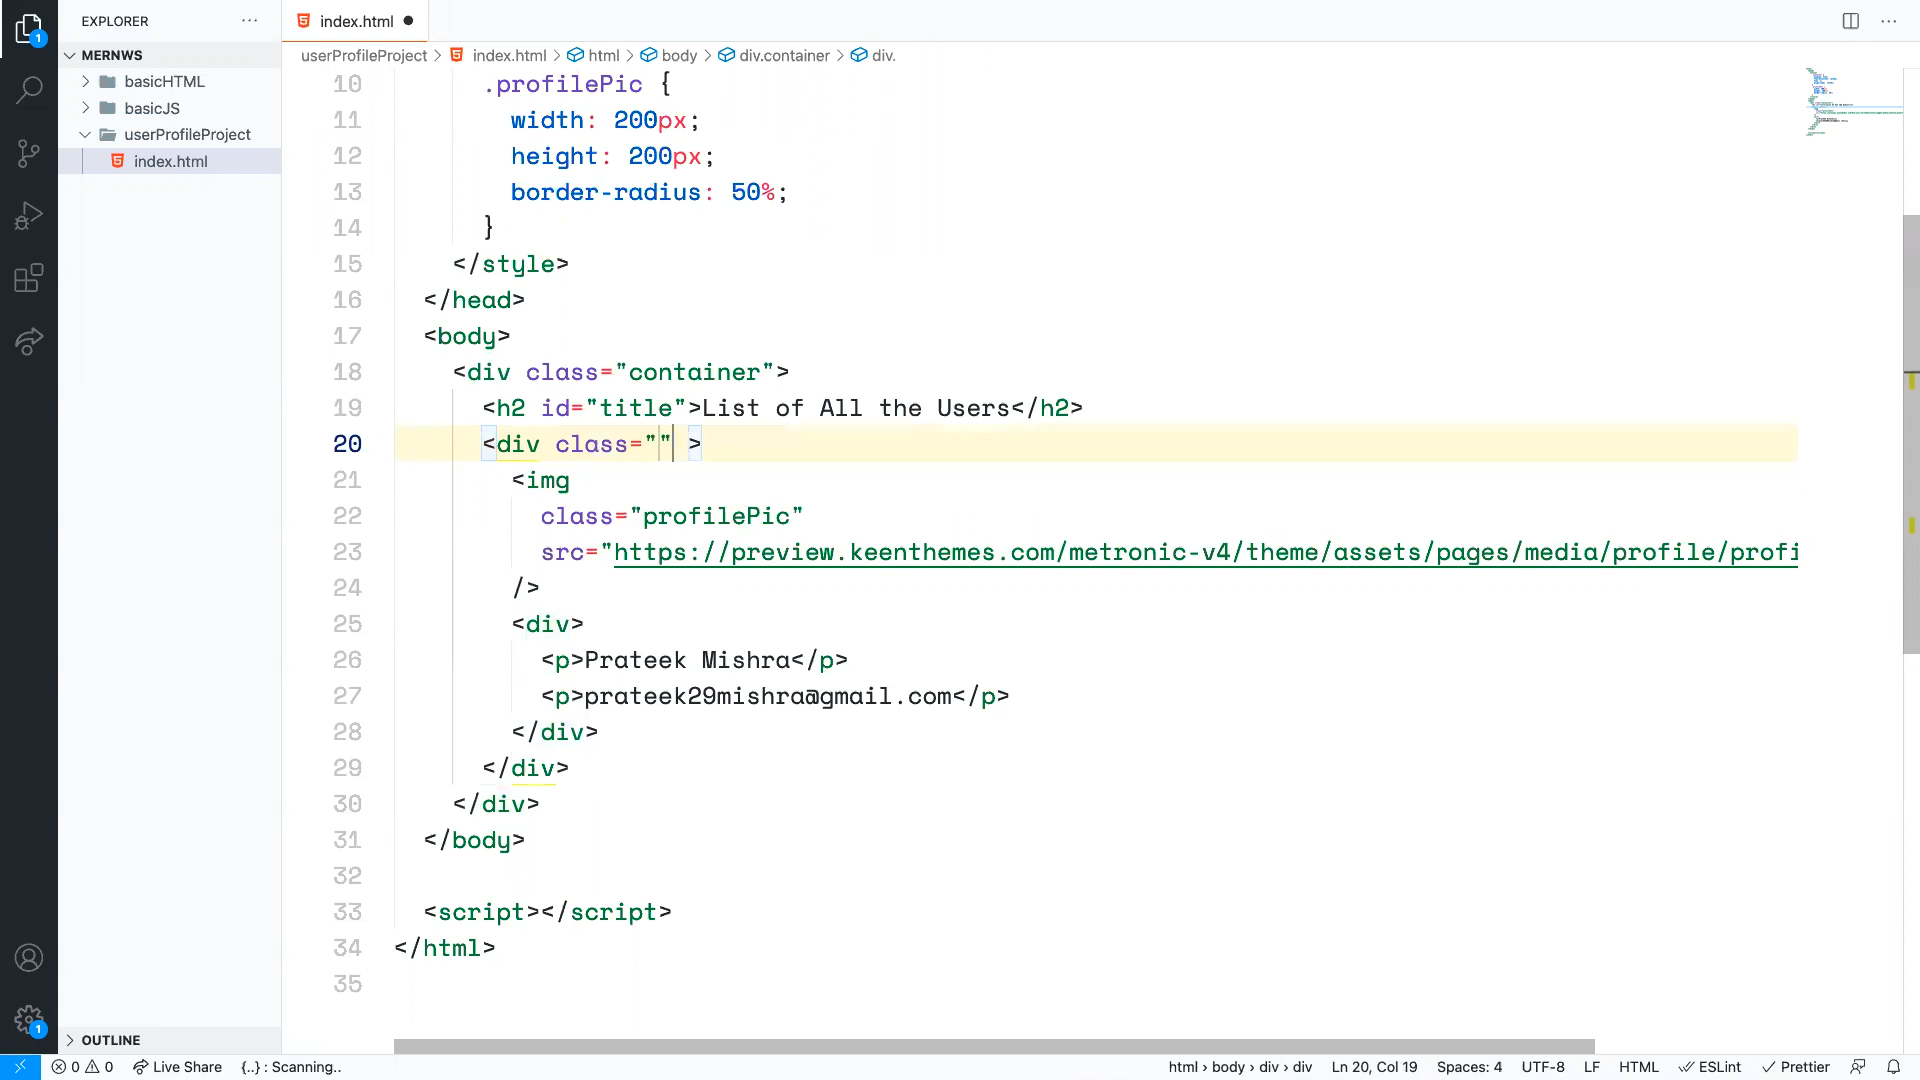 EXPLORER
MERNWS
basicHTML
basicJS
userProfileProject
index.html
OUTLINE
index.html
userProfileProject > index.html > html > body > div.container > div.
10 .profilePic {
11 width: 200px;
12 height: 200px;
13 border-radius: 50%;
14 }
15 </style>
16 </head>
17 <body>
18 <div class="container">
19 <h2 id="title">List of All the Users</h2>
20 <div class="" >
21 <img
22 class="profilePic"
23 src="https://preview.keenthemes.com/metronic-v4/theme/assets/pages/media/profile/profi
24 />
25 <div>
26 <p>Prateek Mishra</p>
27 <p>prateek29mishra@gmail.com</p>
28 </div>
29 </div>
30 </div>
31 </body>
32
33 <script></script>
34 </html>
35
1
1
0 0 Live Share {..} : Scanning.. html > body > div > div Ln 20, Col 19 Spaces: 4 UTF-8 LF HTML ESLint Prettier